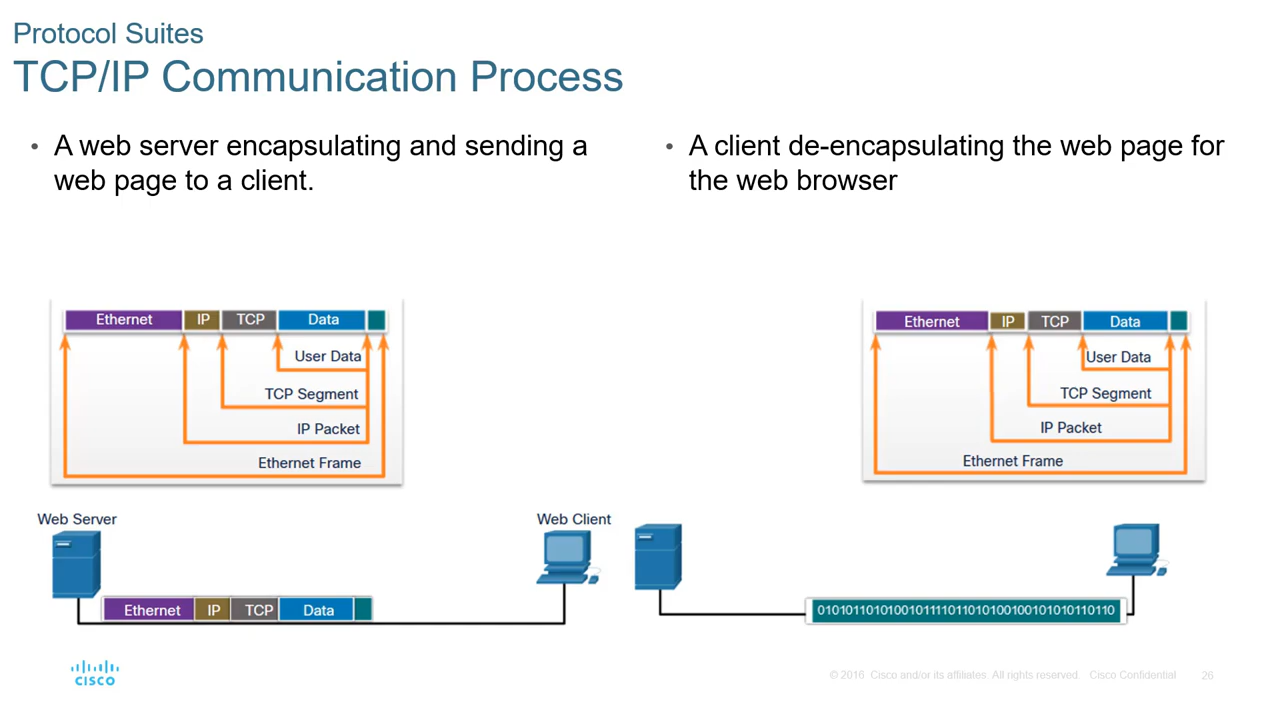 Protocol Suites
TCP/IP Communication Process
• A web server encapsulating and sending a
web page to a client.
• A client de-encapsulating the web page for
the web browser
Ethernet IP TCP Data
User Data
TCP Segment
IP Packet
Ethernet Frame
Ethernet IP TCP Data
User Data
TCP Segment
IP Packet
Ethernet Frame
Web Server
Web Client
Ethernet IP TCP Data
0101011010100101111011010100100101010110110
CISCO
© 2016 Cisco and/or its affiliates. All rights reserved. Cisco Confidential
26